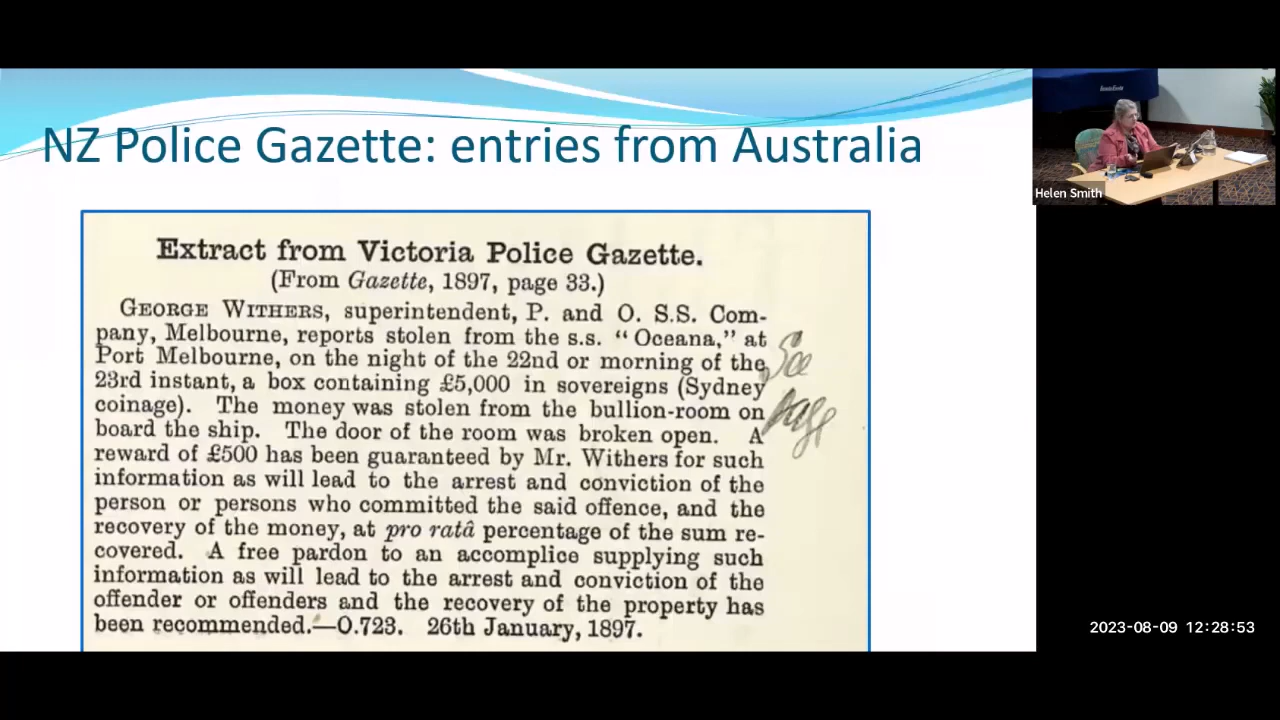 NZ Police Gazette: entries from Australia
Helen Smith
Extract from Victoria Police Gazette.
(From Gazette, 1897, page 33.)
GEORGE WITHERS, superintendent, P. and O. S.S. Com-
pany, Melbourne, reports stolen from the s.s. “Oceana,” at
Port Melbourne, on the night of the 22nd or morning of the
23rd instant, a box containing £5,000 in sovereigns (Sydney
coinage). The money was stolen from the bullion-room on
board the ship. The door of the room was broken open. A
reward of £500 has been guaranteed by Mr. Withers for such
information as will lead to the arrest and conviction of the
person or persons who committed the said offence, and the
recovery of the money, at pro ratâ percentage of the sum re-
covered. A free pardon to an accomplice supplying such
information as will lead to the arrest and conviction of the
offender or offenders and the recovery of the property has
been recommended.—O.723. 26th January, 1897.
See
2023-08-09 12:28:53